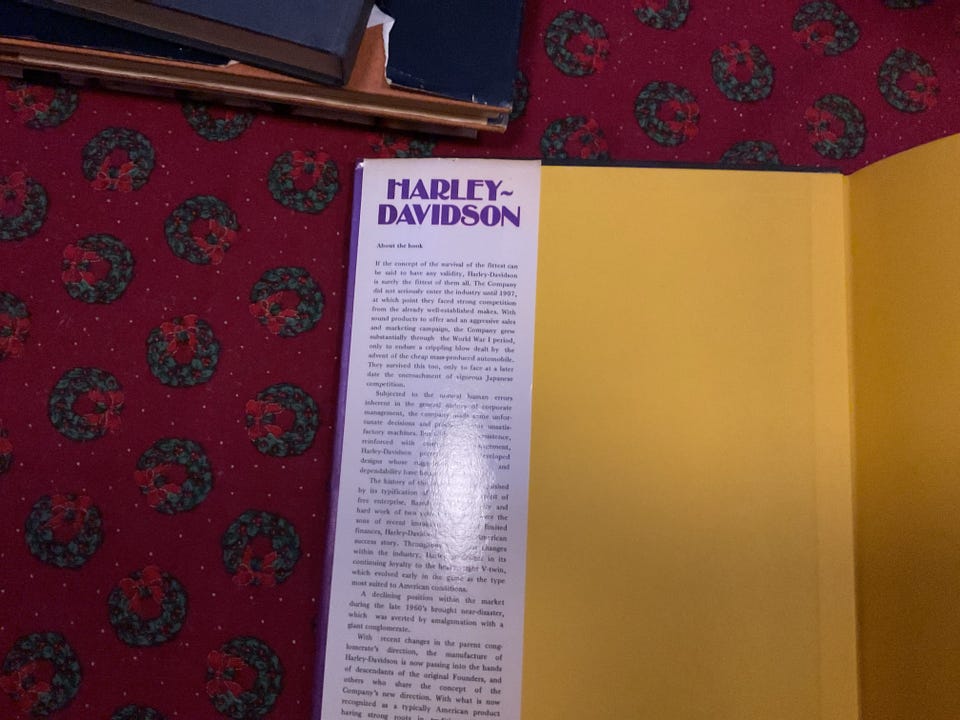 HARLEY~
DAVIDSON
About the book
If the concept of the survival of the fittest can
be said to have any validity, Harley-Davidson
is surely the fittest of them all. The Company
did not seriously enter the industry until 1907,
at which point they faced strong competition
from the already well-established makes. With
sound products to offer and an aggressive sales
and marketing campaign, the Company grew
substantially through the World War I period,
only to endure a crippling blow dealt by the
advent of the cheap mass-produced automobile.
They survived this too, only to face at a later
date the encroachment of vigorous Japanese
competition.
Subjected to the normal human errors
inherent in the general history of corporate
management, the company made some unfor-
tunate decisions and unsatis-
factory machines. But
reinforced with
Harley-Davidson developed
designs whose and
dependability have
The history of
by its typification of of
free enterprise. and
hard work of two the
sons of recent limited
finances, American
success story. changes
within the industry, in its
continuing loyalty to the V-twin,
which evolved early in the game as the type
most suited to American conditions.
A declining position within the market
during the late 1960's brought near-disaster,
which was averted by amalgamation with a
giant conglomerate.
With recent changes in the parent cong-
lomerate's direction, the manufacture of
Harley-Davidson is now passing into the hands
of descendants of the original Founders, and
others who share the concept of the
Company's new direction. With what is now
recognized as a typically American product
having strong roots in